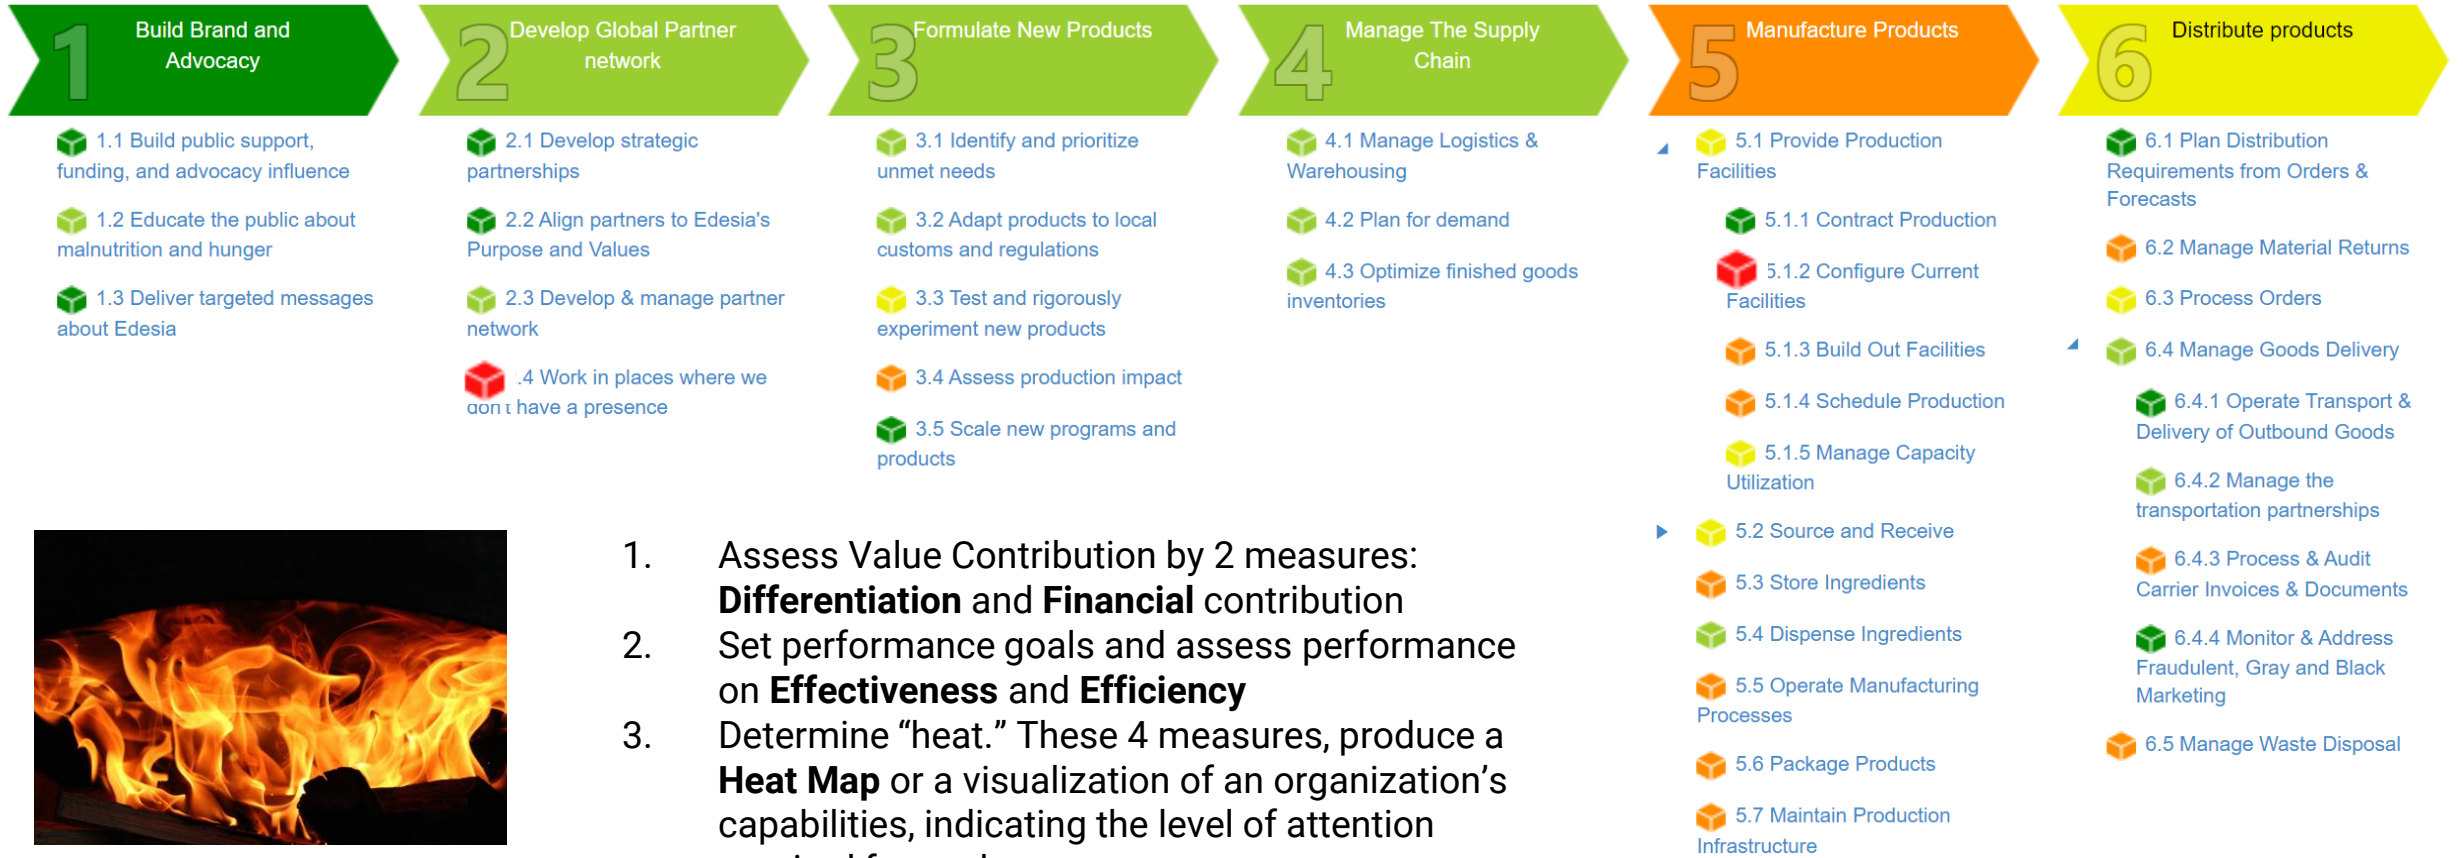 1
Build Brand and
Advocacy
1.1 Build public support,
funding, and advocacy influence
1.2 Educate the public about
malnutrition and hunger
1.3 Deliver targeted messages
about Edesia
2
Develop Global Partner
network
2.1 Develop strategic
partnerships
2.2 Align partners to Edesia's
Purpose and Values
2.3 Develop & manage partner
network
.4 Work in places where we
don't have a presence
3
Formulate New Products
3.1 Identify and prioritize
unmet needs
3.2 Adapt products to local
customs and regulations
3.3 Test and rigorously
experiment new products
3.4 Assess production impact
3.5 Scale new programs and
products
4
Manage The Supply
Chain
4.1 Manage Logistics &
Warehousing
4.2 Plan for demand
4.3 Optimize finished goods
inventories
5
Manufacture Products
5.1 Provide Production
Facilities
5.1.1 Contract Production
5.1.2 Configure Current
Facilities
5.1.3 Build Out Facilities
5.1.4 Schedule Production
5.1.5 Manage Capacity
Utilization
5.2 Source and Receive
5.3 Store Ingredients
5.4 Dispense Ingredients
5.5 Operate Manufacturing
Processes
5.6 Package Products
5.7 Maintain Production
Infrastructure
6
Distribute products
6.1 Plan Distribution
Requirements from Orders &
Forecasts
6.2 Manage Material Returns
6.3 Process Orders
6.4 Manage Goods Delivery
6.4.1 Operate Transport &
Delivery of Outbound Goods
6.4.2 Manage the
transportation partnerships
6.4.3 Process & Audit
Carrier Invoices & Documents
6.4.4 Monitor & Address
Fraudulent, Gray and Black
Marketing
6.5 Manage Waste Disposal
1. Assess Value Contribution by 2 measures:
Differentiation and Financial contribution
2. Set performance goals and assess performance
on Effectiveness and Efficiency
3. Determine “heat.” These 4 measures, produce a
Heat Map or a visualization of an organization’s
capabilities, indicating the level of attention